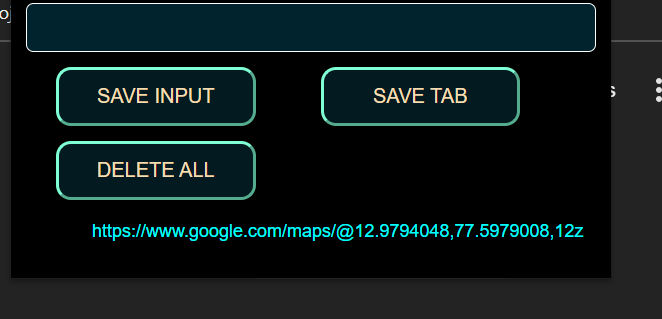 SAVE INPUT
SAVE TAB
DELETE ALL
https://www.google.com/maps/@12.9794048,77.5979008,12z